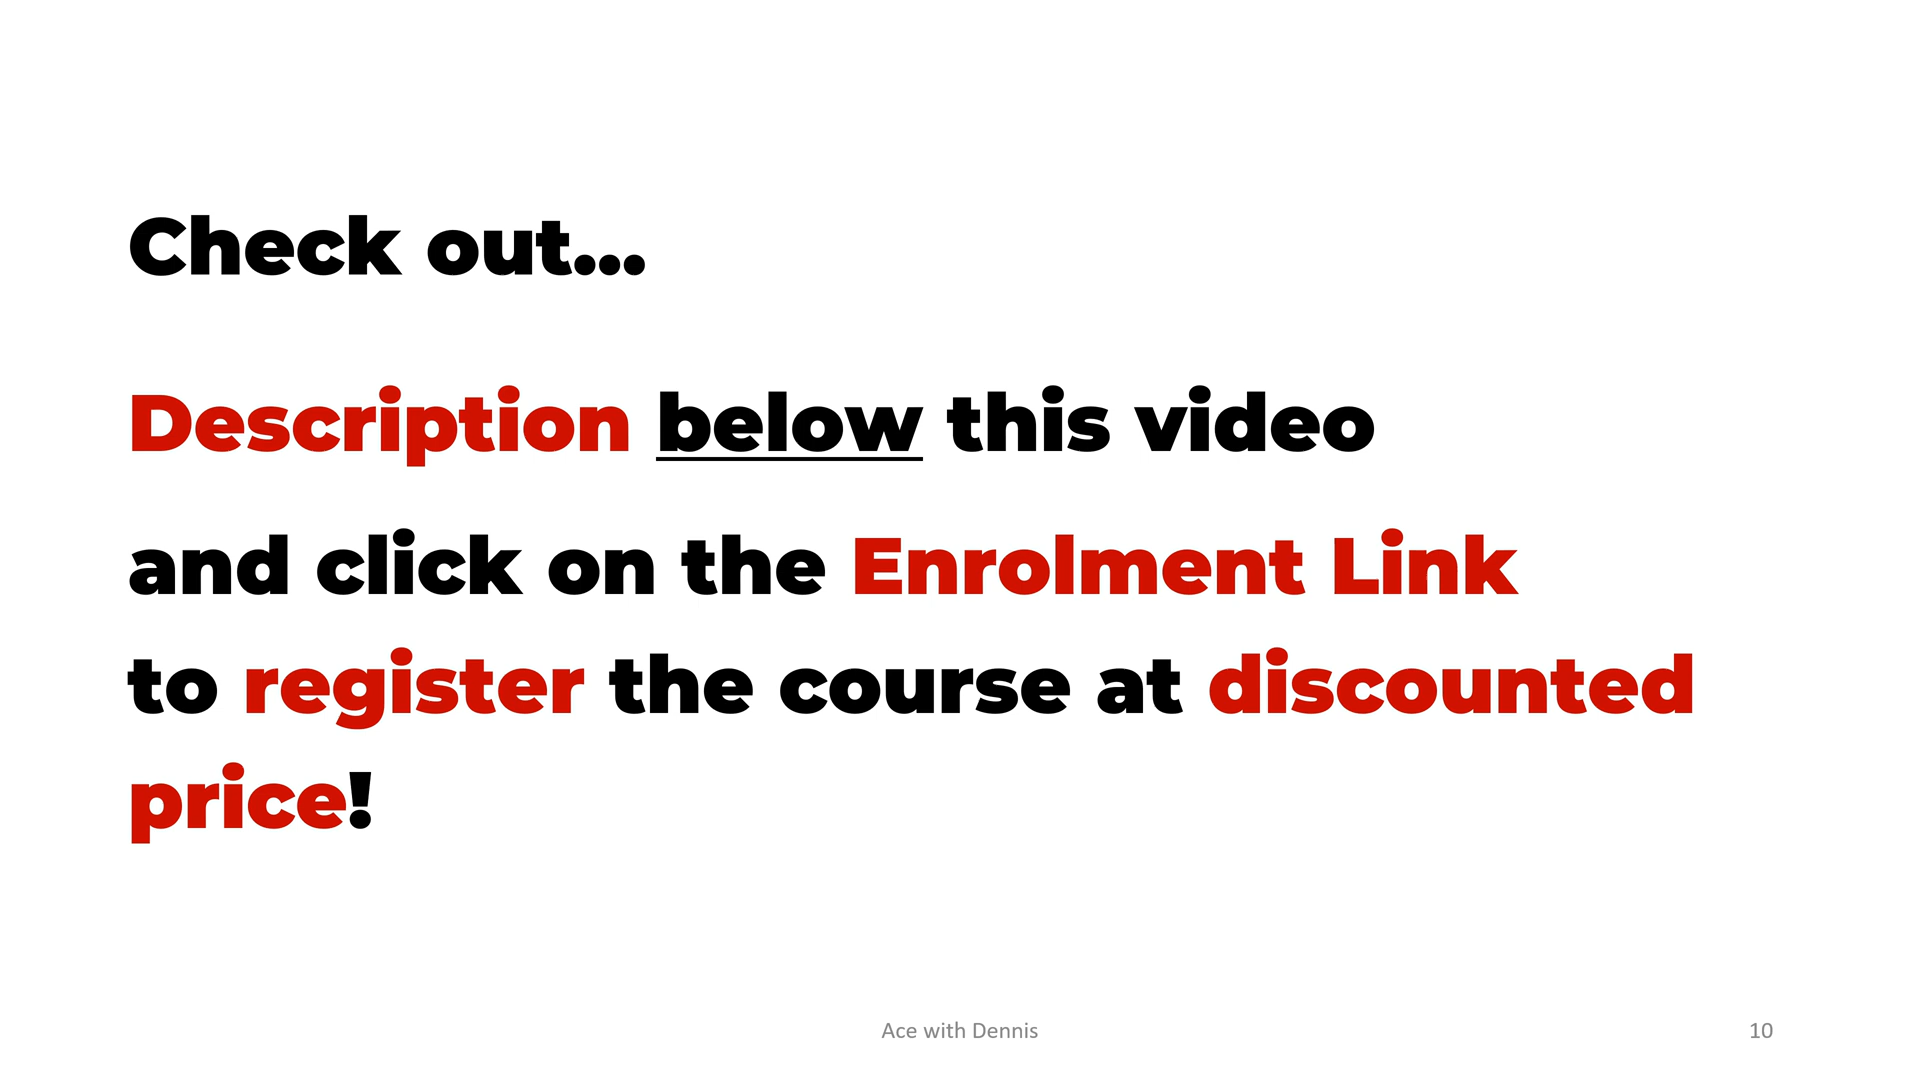 Check out...
Description below this video
and click on the Enrolment Link
to register the course at discounted
price!
Ace with Dennis
10